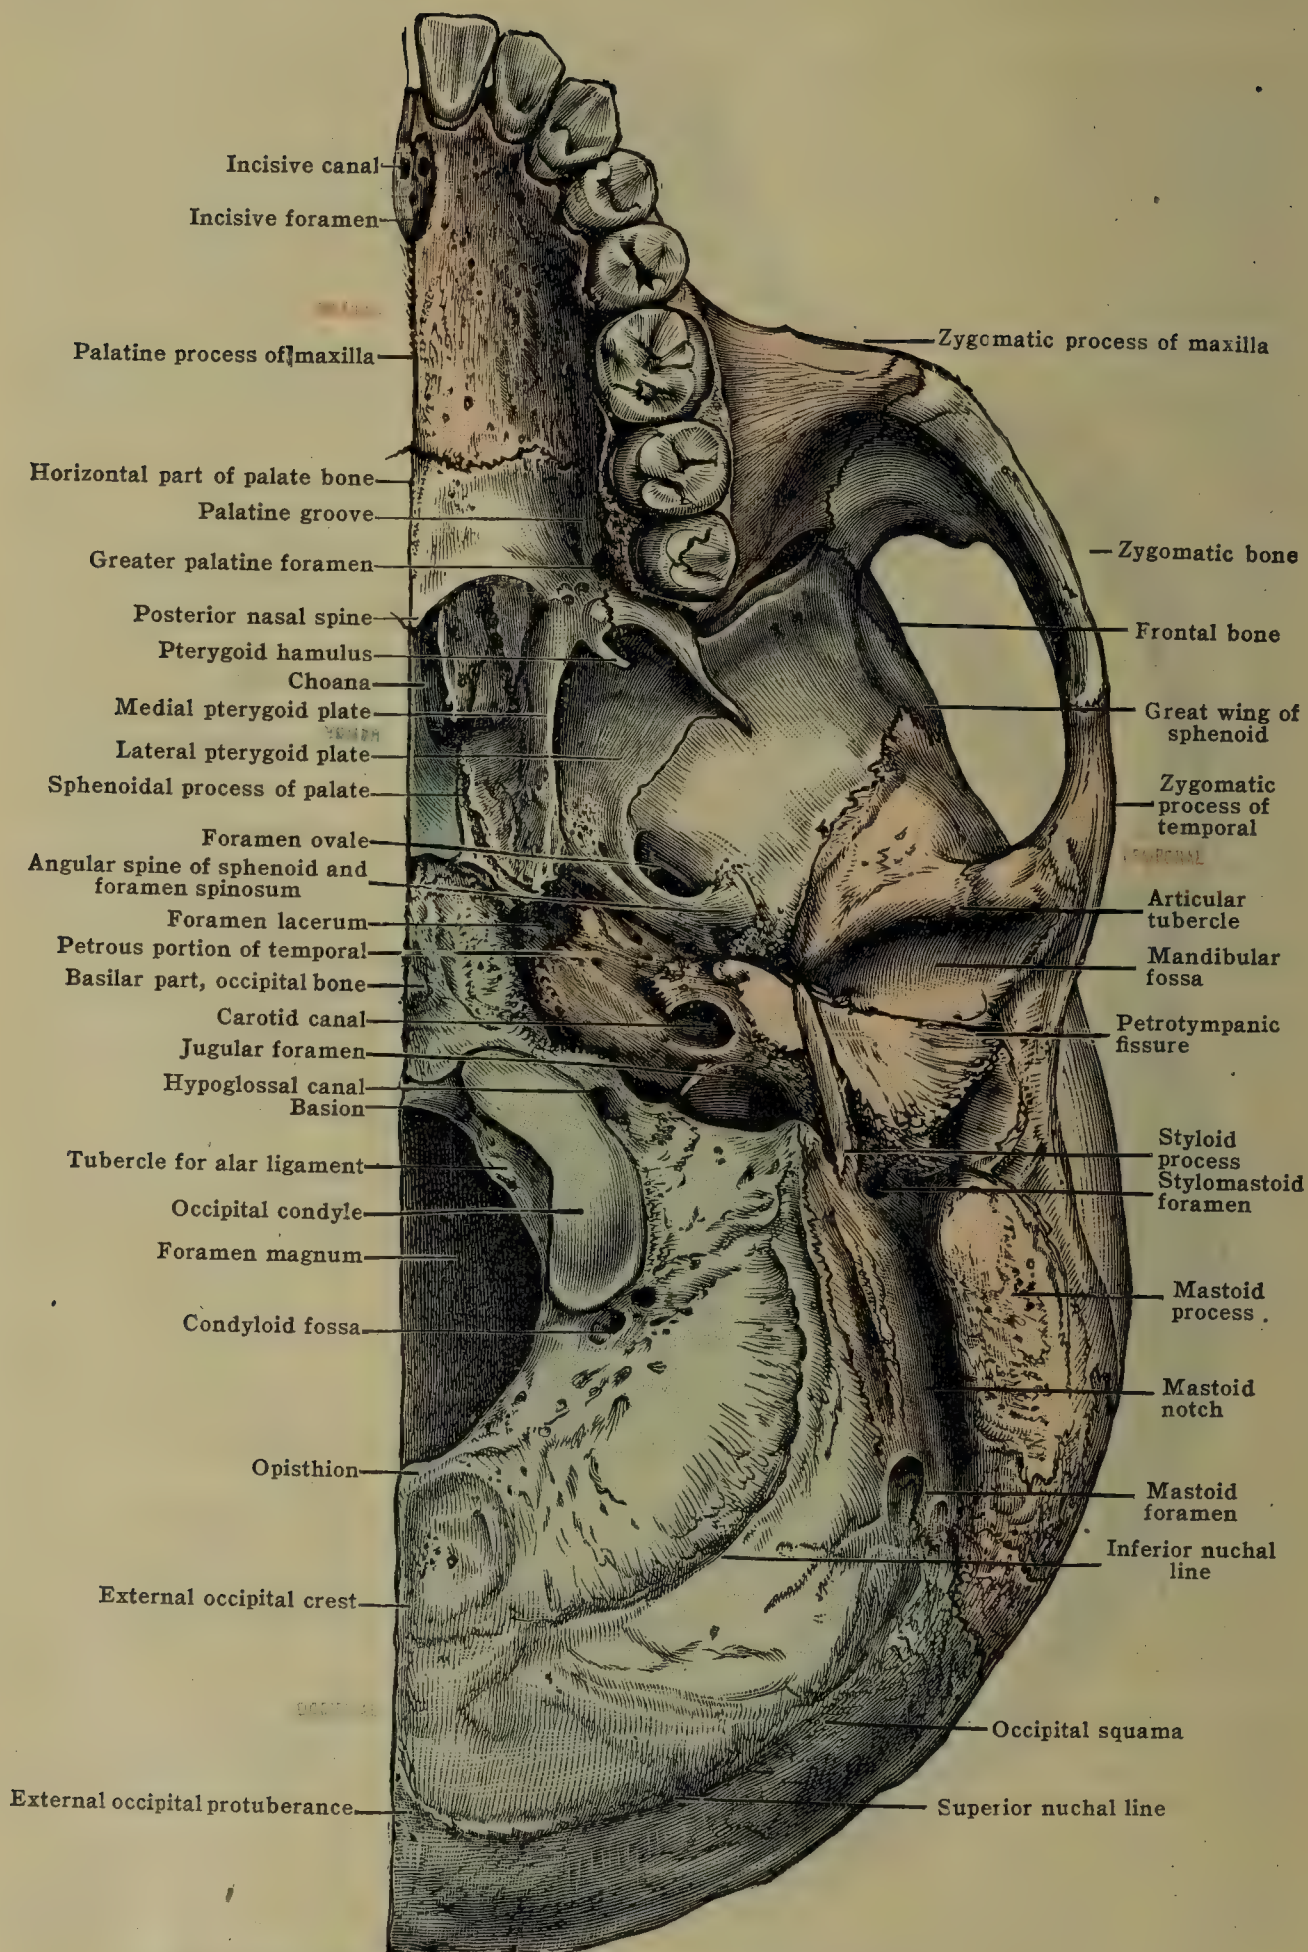 Incisive canal
Incisive foramen
Palatine process of maxilla
Horizontal part of palate bone
Palatine groove
Greater palatine foramen
Posterior nasal spine
Pterygoid hamulus
Choana
Medial pterygoid plate
Lateral pterygoid plate
Sphenoidal process of palate
Foramen ovale
Angular spine of sphenoid and
foramen spinosum
Foramen lacerum
Petrous portion of temporal
Basilar part, occipital bone
Carotid canal
Jugular foramen
Hypoglossal canal
Basion
Tubercle for alar ligament
Occipital condyle
Foramen magnum
Condyloid fossa
Opisthion
External occipital crest
External occipital protuberance
Zygomatic process of maxilla
Zygomatic bone
Frontal bone
Great wing of
sphenoid
Zygomatic
process of
temporal
TEMPORAL
Articular
tubercle
Mandibular
fossa
Petrotympanic
fissure
Styloid
process
Stylomastoid
foramen
Mastoid
process
Mastoid
notch
Mastoid
foramen
Inferior nuchal
line
Occipital squama
Superior nuchal line